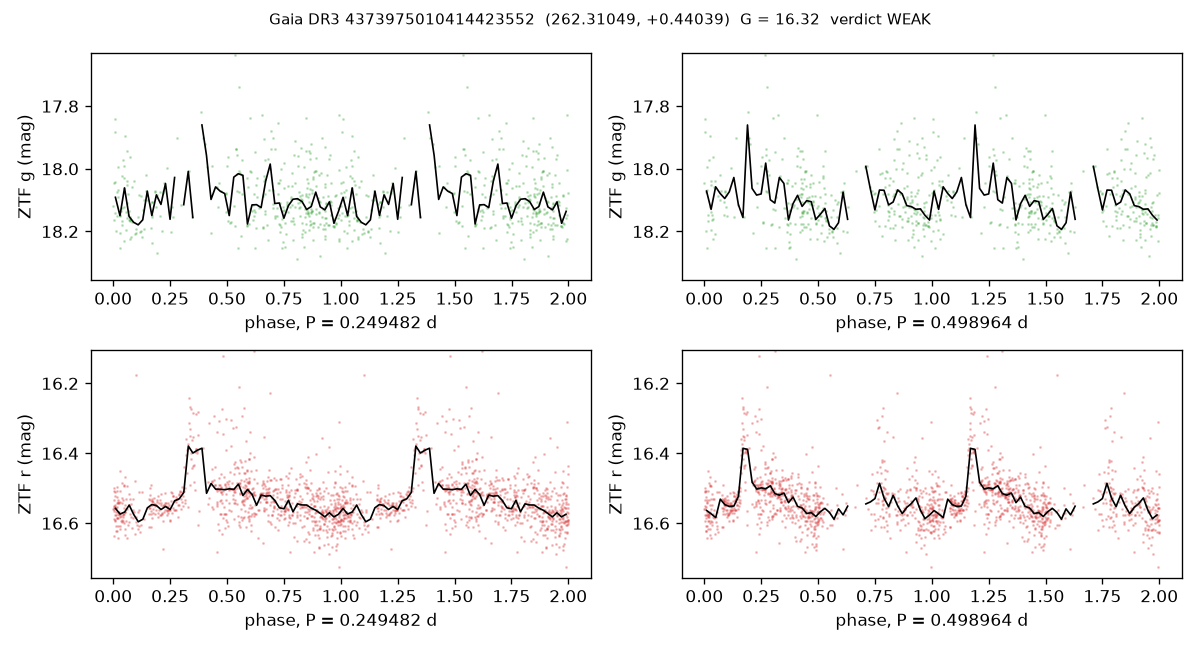 Gaia DR3 4373975010414423552 (262.31049, +0.44039) G = 16.32 verdict WEAK
ZTF g (mag)
17.8
18.0
18.2
0.00 0.25 0.50 0.75 1.00 1.25 1.50 1.75 2.00
phase, P = 0.249482 d
ZTF g (mag)
17.8
18.0
18.2
0.00 0.25 0.50 0.75 1.00 1.25 1.50 1.75 2.00
phase, P = 0.498964 d
ZTF r (mag)
16.2
16.4
16.6
0.00 0.25 0.50 0.75 1.00 1.25 1.50 1.75 2.00
phase, P = 0.249482 d
ZTF r (mag)
16.2
16.4
16.6
0.00 0.25 0.50 0.75 1.00 1.25 1.50 1.75 2.00
phase, P = 0.498964 d